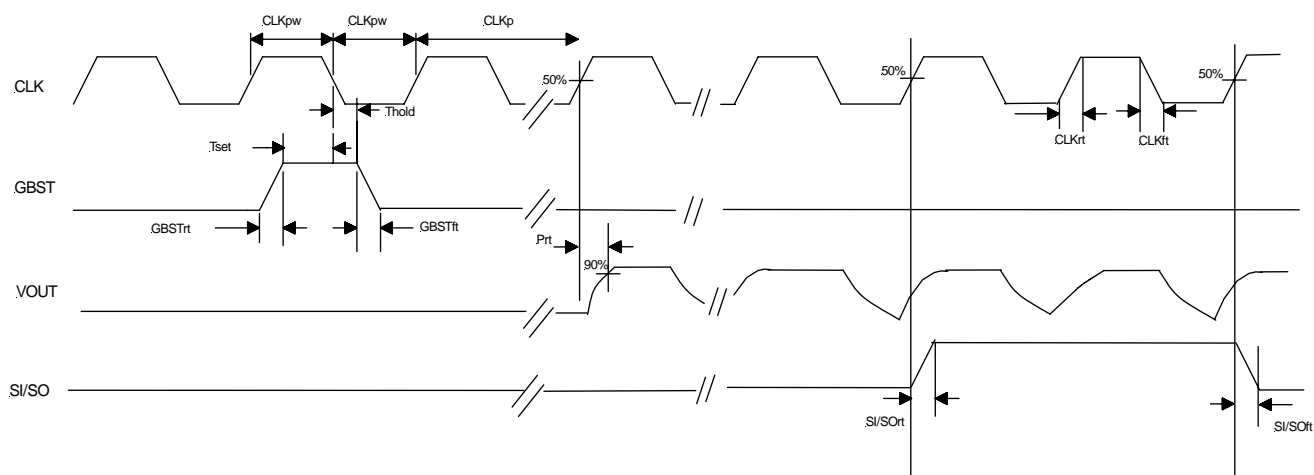 CLKpw
CLKpw
CLKp
CLK
50%
50%
50%
Thold
CLKrt
CLKft
Tset
GBST
GBSTrt
GBSTft
Prt
90%
VOUT
SI/SO
SI/SOrt
SI/SOft